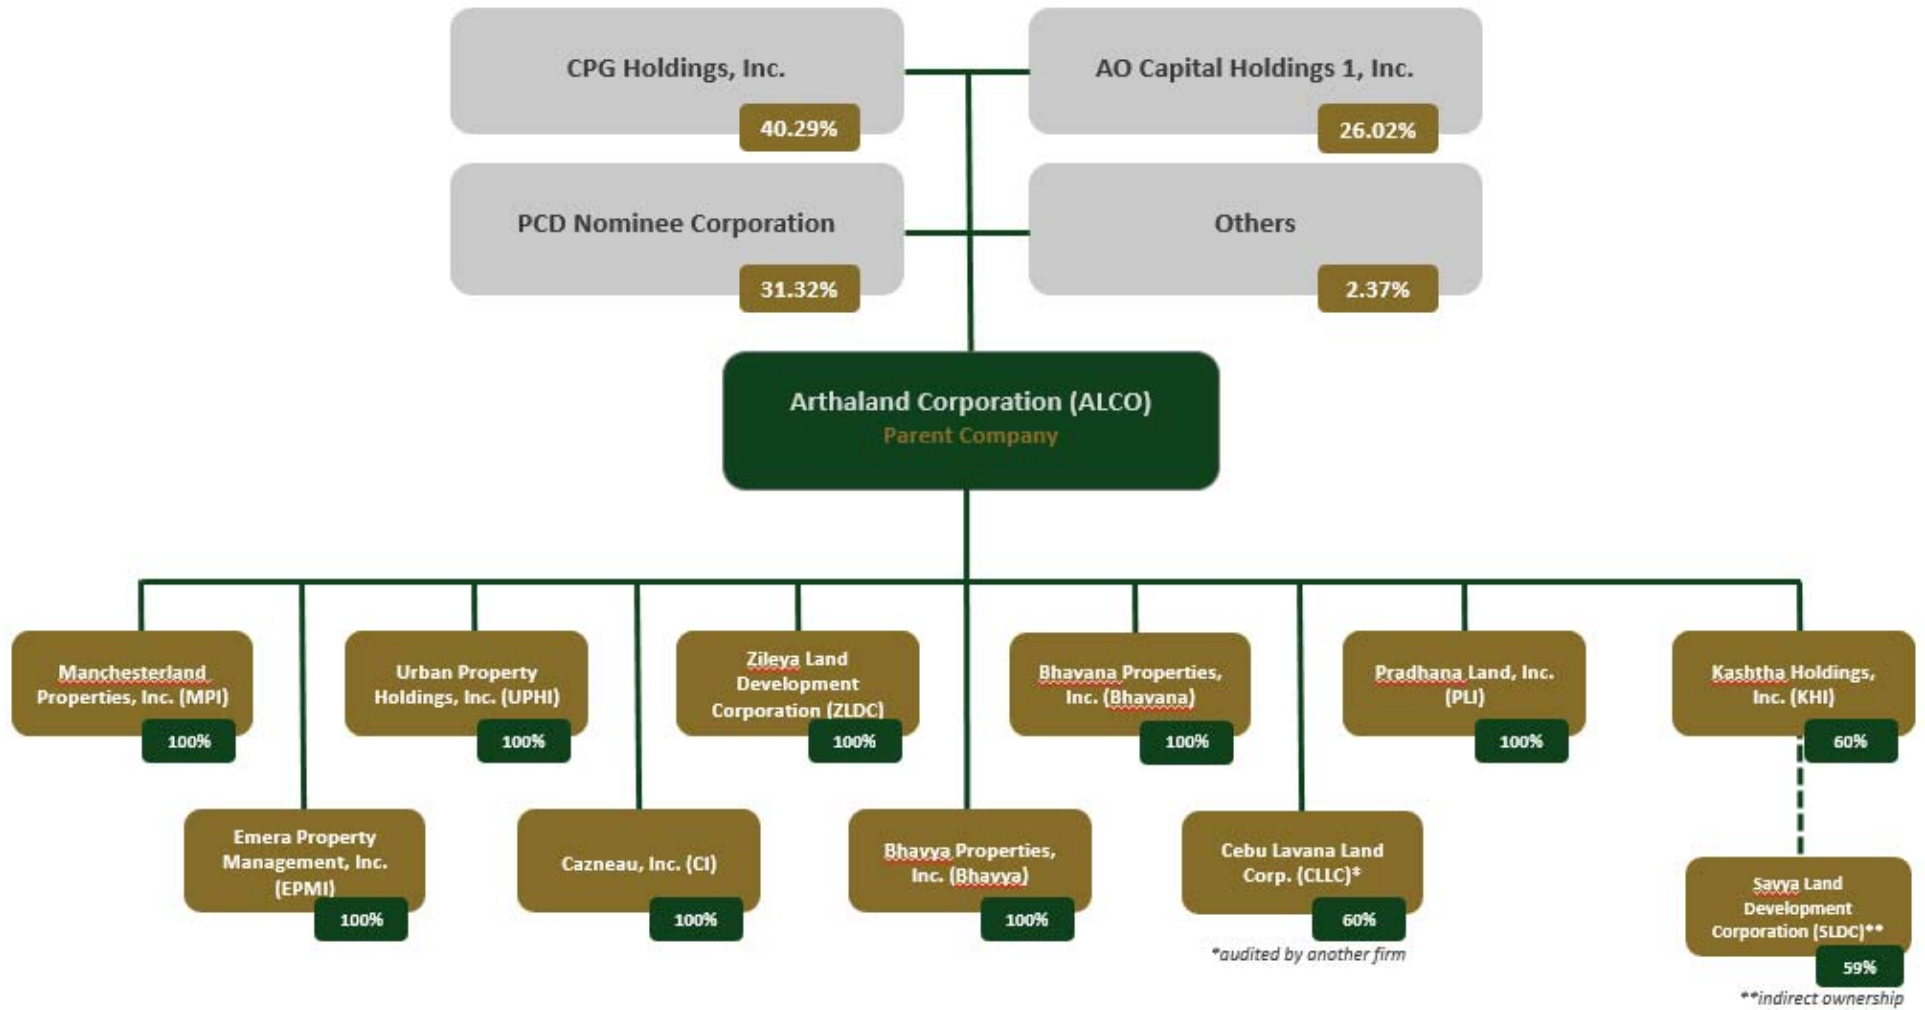 CPG Holdings, Inc.
40.29%
AO Capital Holdings 1, Inc.
26.02%
PCD Nominee Corporation
31.32%
Others
2.37%
Arthaland Corporation (ALCO)
Parent Company
Manchesterland
Properties, Inc. (MPI)
100%
Urban Property
Holdings, Inc. (UPHI)
100%
Zileya Land
Development
Corporation (ZLDC)
100%
Bhavana Properties,
Inc. (Bhavana)
100%
Pradhana Land, Inc.
(PLI)
100%
Kashtha Holdings,
Inc. (KHI)
60%
Emera Property
Management, Inc.
(EPMI)
100%
Cazneau, Inc. (CI)
100%
Bhavya Properties,
Inc. (Bhavya)
100%
Cebu Lavana Land
Corp. (CLLC)*
60%
*audited by another firm
Savya Land
Development
Corporation (SLDC)**
59%
**indirect ownership